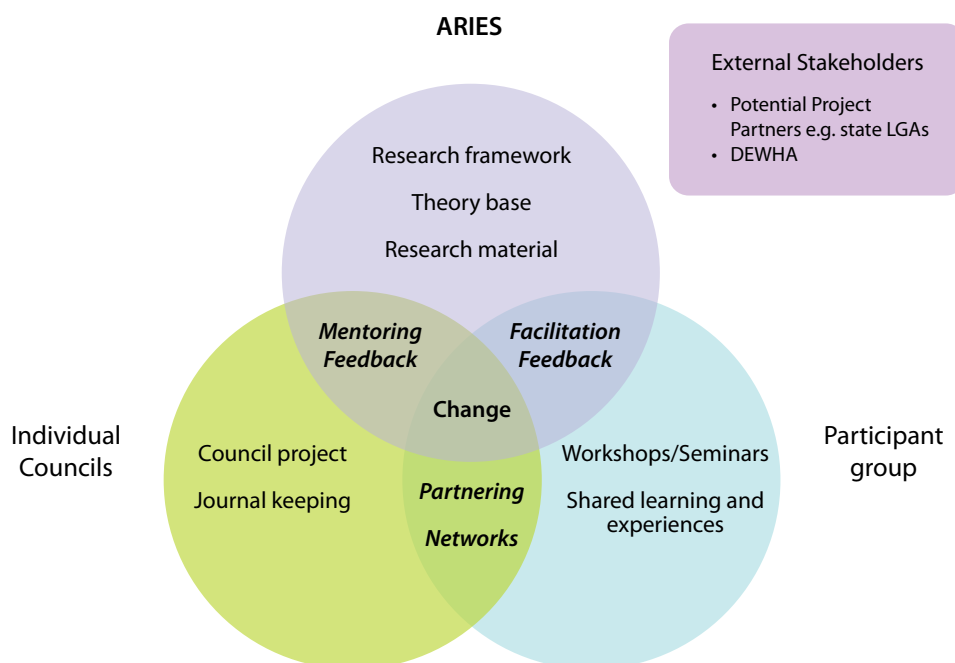 ARIES
External Stakeholders
• Potential Project
Partners e.g. state LGAs
• DEWHA
Research framework
Theory base
Research material
Mentoring
Feedback
Facilitation
Feedback
Change
Individual
Councils
Council project
Journal keeping
Partnering
Networks
Workshops/Seminars
Shared learning and
experiences
Participant
group